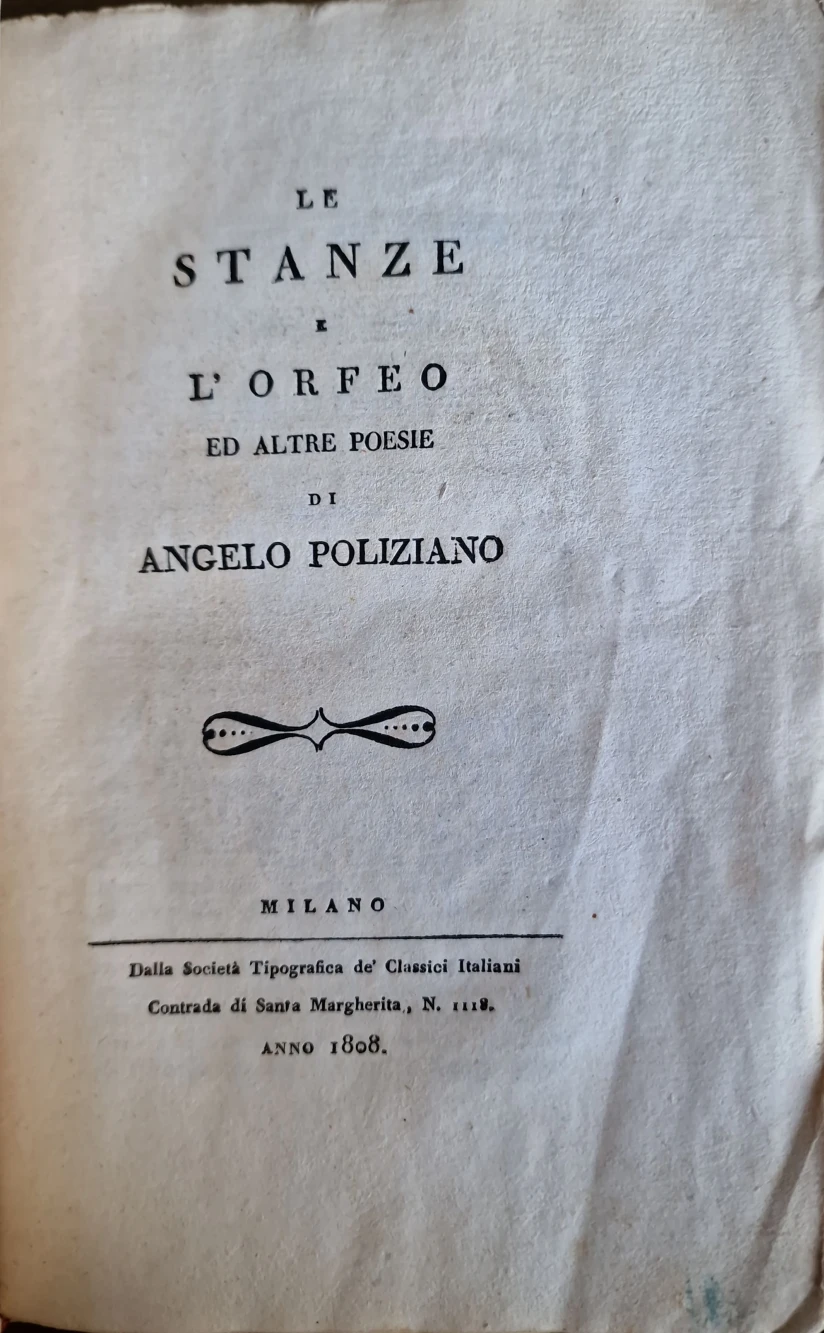 LE
STANZE
E
L'ORFEO
ED ALTRE POESIE
DI
ANGELO POLIZIANO
MILANO
Dalla Società Tipografica de' Classici Italiani
Contrada di Santa Margherita, N. 1118.
ANNO 1808.